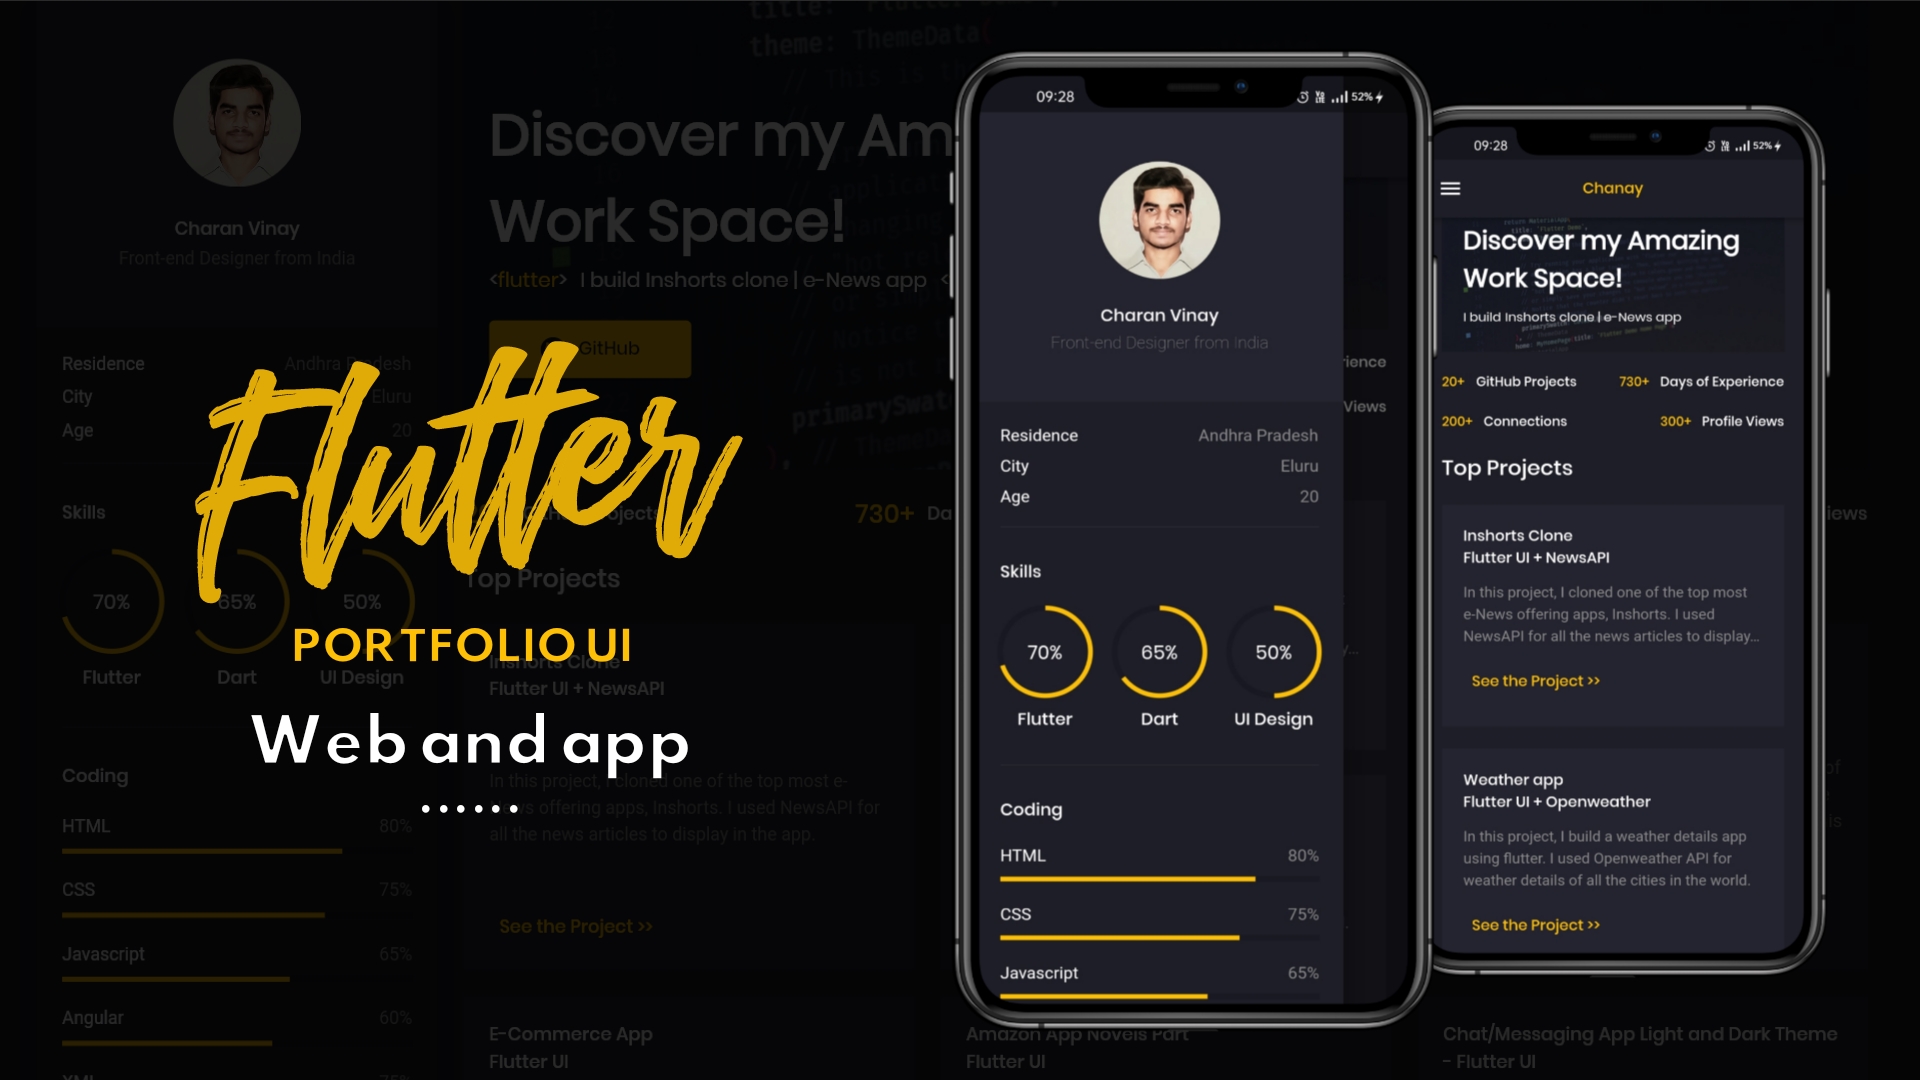 title: 
theme: ThemeData(
// This is the
Charan Vinay
Front-end Designer from India
Discover my Am
Work Space!
<flutter> I build Inshorts clone | e-News app <
GitHub
Residence Andhra Pradesh
City Eluru
Age 20
primarySwat
Skills
70%
65%
50%
Flutter
Dart
UI Design
730+ Da
Top Projects
Inshorts Clone
Flutter UI + NewsAPI
In this project, I cloned one of the top most e-
News offering apps, Inshorts. I used NewsAPI for
all the news articles to display in the app.
See the Project >>
Coding
HTML 80%
CSS 75%
Javascript 65%
Angular 60%
E-Commerce App
Flutter UI
Amazon App Novels Part
Flutter UI
Chat/Messaging App Light and Dark Theme
- Flutter UI
Flutter
PORTFOLIO UI
Web and app
09:28 52%
Charan Vinay
Front-end Designer from India
Residence Andhra Pradesh
City Eluru
Age 20
Skills
70% 65% 50%
Flutter Dart UI Design
Coding
HTML 80%
CSS 75%
Javascript 65%
rience
Views
09:28 52%
Chanay
Discover my Amazing
Work Space!
I build Inshorts clone | e-News app
20+ GitHub Projects 730+ Days of Experience
200+ Connections 300+ Profile Views
Top Projects
Inshorts Clone
Flutter UI + NewsAPI
In this project, I cloned one of the top most
e-News offering apps, Inshorts. I used
NewsAPI for all the news articles to display...
See the Project >>
Weather app
Flutter UI + Openweather
In this project, I build a weather details app
using flutter. I used Openweather API for
weather details of all the cities in the world.
See the Project >>
iews